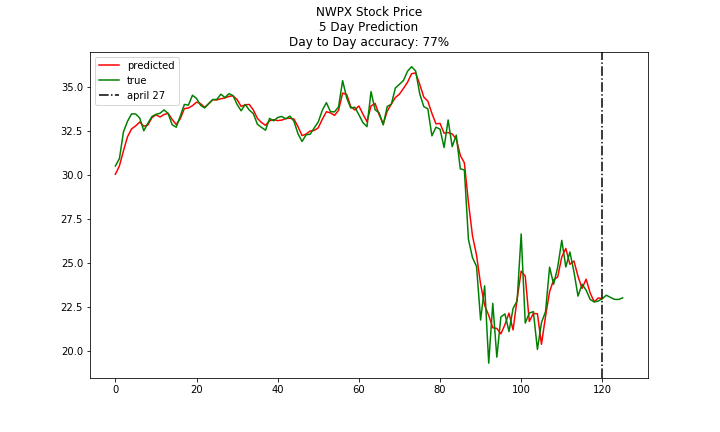 NWPX Stock Price
5 Day Prediction
Day to Day accuracy: 77%
predicted
true
april 27
35.0
32.5
30.0
27.5
25.0
22.5
20.0
0 20 40 60 80 100 120